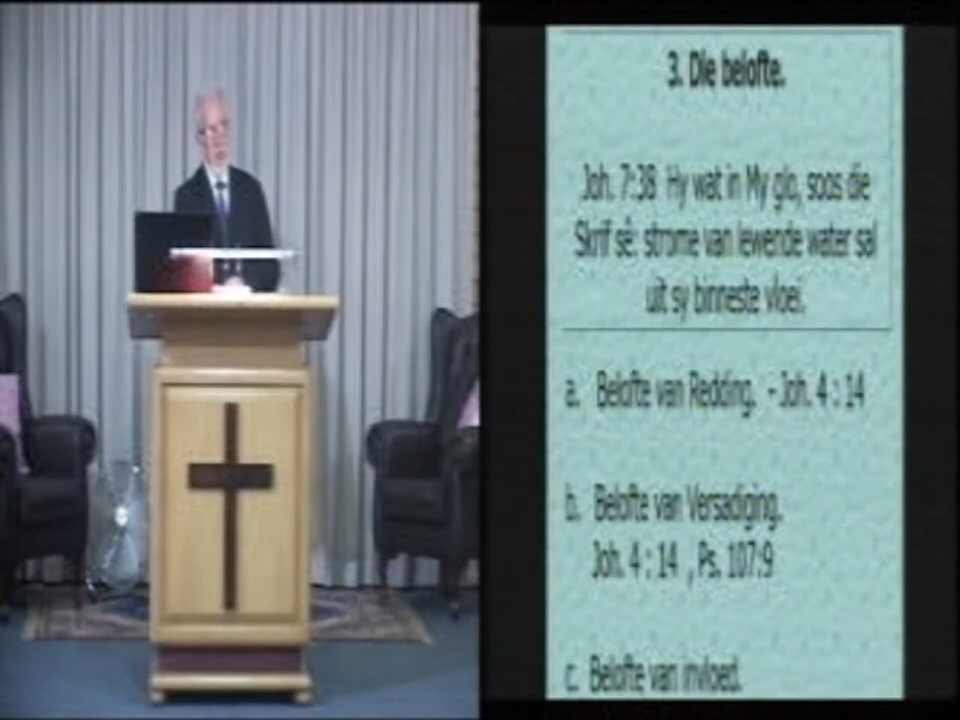 3. Die belofte.
Joh. 7:38 Hy wat in My glo, soos die
Skrif sê: strome van lewende water sal
uit sy binneste vloei.
a. Belofte van Redding. - Joh. 4 : 14
b. Belofte van Versadiging.
Joh. 4 : 14 , Ps. 107:9
c. Belofte van invloed.